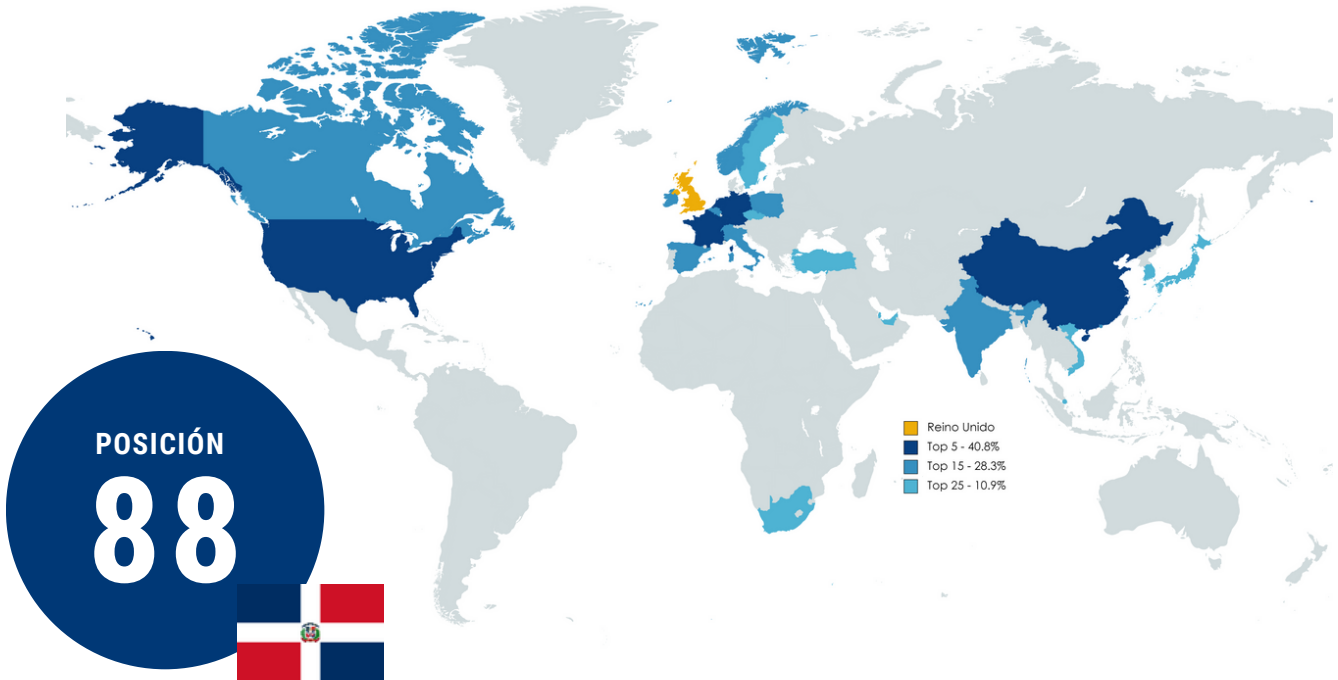 POSICIÓN
88
Reino Unido
Top 5 - 40.8%
Top 15 - 28.3%
Top 25 - 10.9%